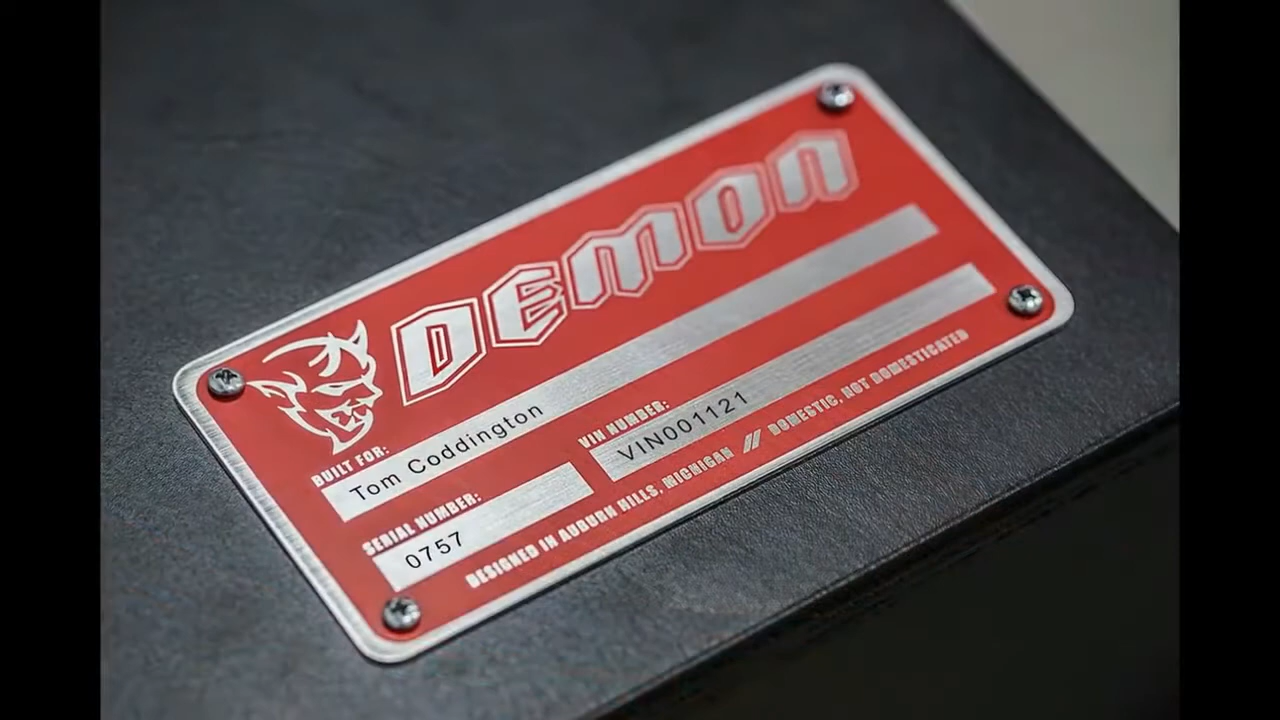 DEMON
BUILT FOR:
Tom Coddington
SERIAL NUMBER:
0757
VIN NUMBER:
VIN001121
DESIGNED IN AUBURN HILLS, MICHIGAN // DOMESTIC, NOT DOMESTICATED